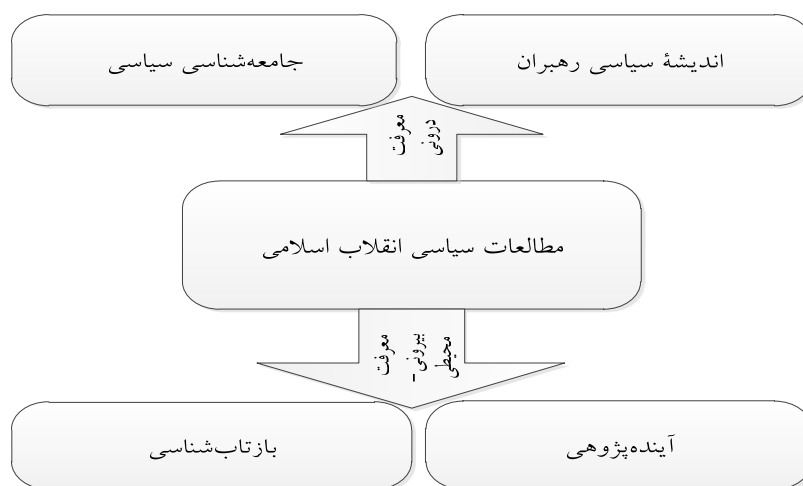 اندیشهٔ سیاسی رهبران
جامعه‌شناسی سیاسی
معرفت
درونی
مطالعات سیاسی انقلاب اسلامی
معرفت
بیرونی -
محیطی
آینده‌پژوهی
بازتاب‌شناسی